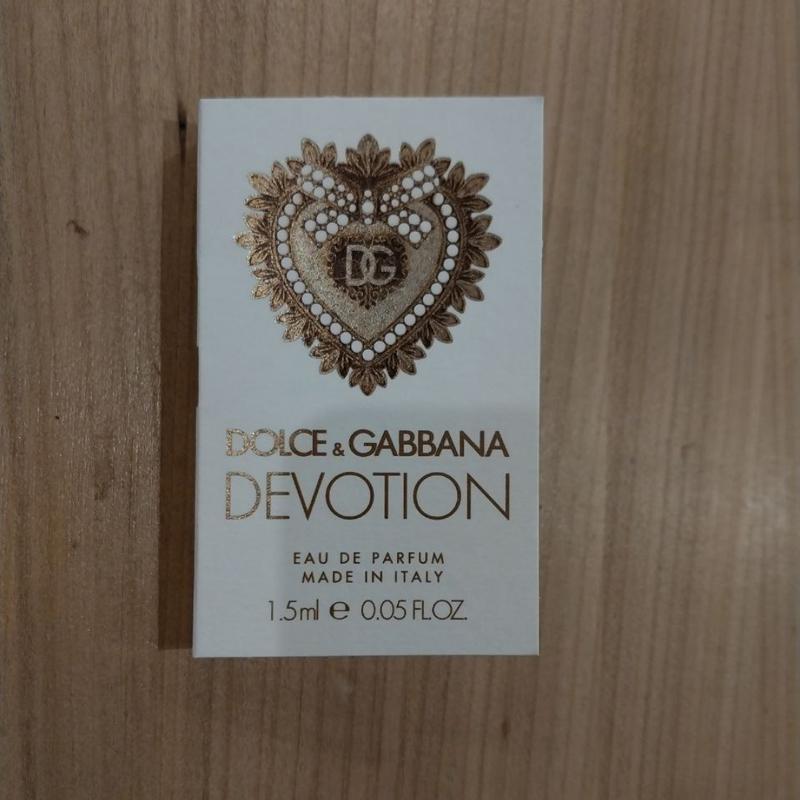 DG
DOLCE & GABBANA
DEVOTION
EAU DE PARFUM
MADE IN ITALY
1.5ml e 0.05 FL.OZ.